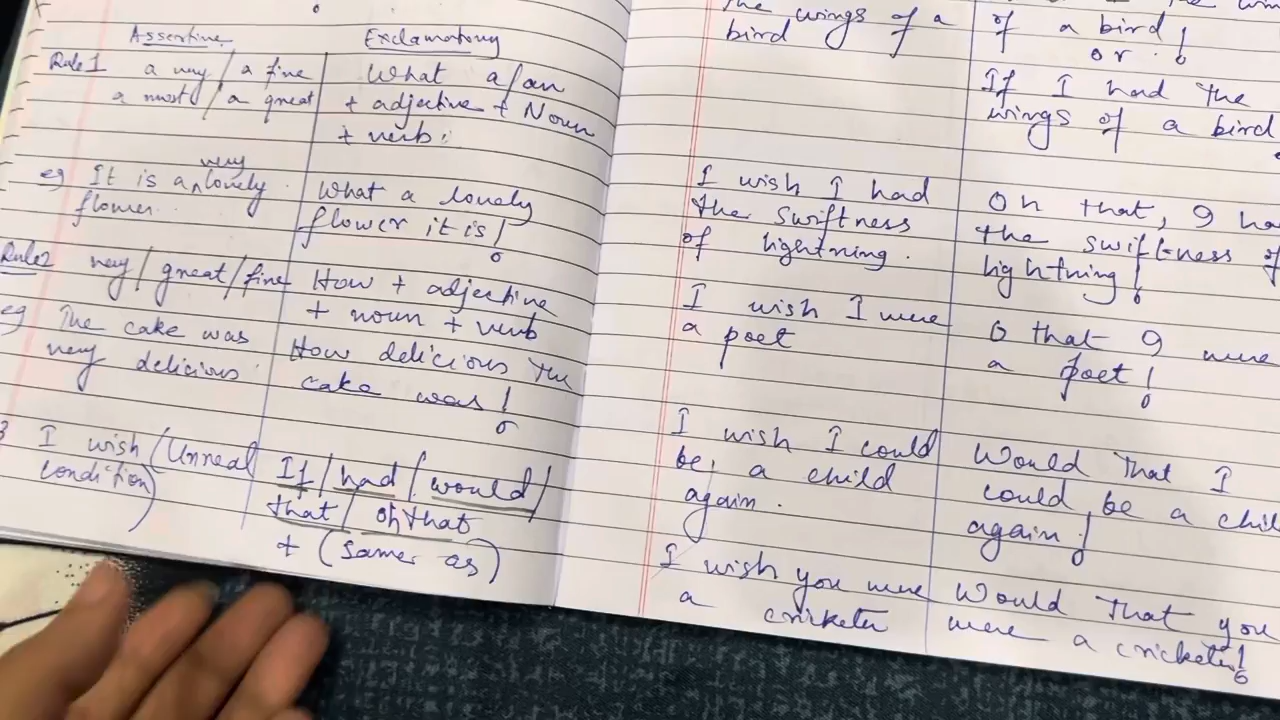 Assertive Exclamatory
Rule 1 a very / a fine What a/an
a most / a great + adjective + Noun
+ verb.
very
eg It is a lovely What a lovely
flower. flower it is!
Rule 2 very / great / fine How + adjective
+ noun + verb
eg The cake was How delicious the
very delicious. cake was!
3 I wish (Unreal If / had / would /
condition) that / oh that
+ (same as)
the wings of a of a bird!
bird or.
If I had the
wings of a bird
I wish I had Oh that, I ha
the swiftness the swiftness of
of lightning. lightning!
I wish I were O that I were
a poet a poet!
I wish I could Would that I
be, a child could be a chil
again. again!
I wish you were Would that you
a cricketer were a cricketer!